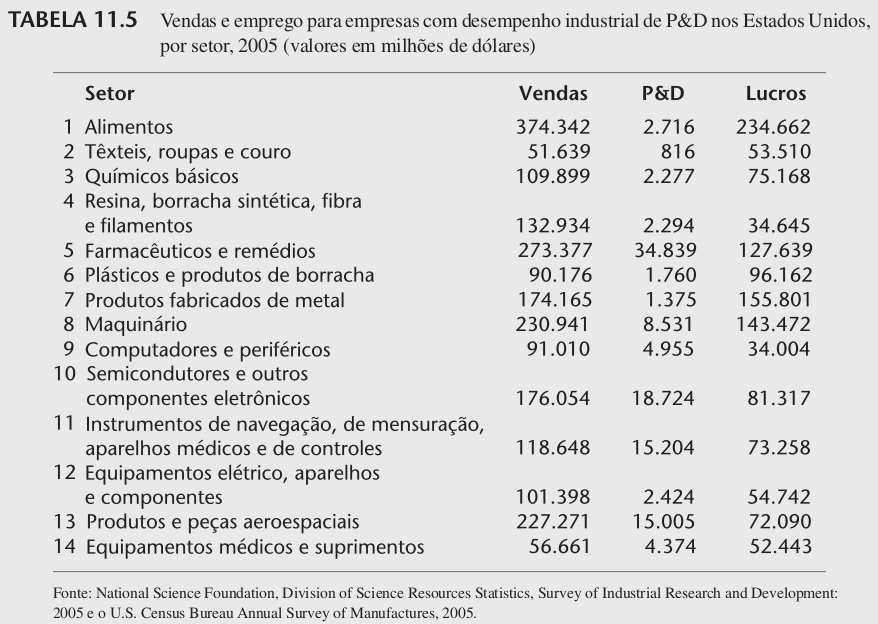 TABELA 11.5 Vendas e emprego para empresas com desempenho industrial de P&D nos Estados Unidos,
por setor, 2005 (valores em milhões de dólares)
Setor Vendas P&D Lucros
1 Alimentos 374.342 2.716 234.662
2 Têxteis, roupas e couro 51.639 816 53.510
3 Químicos básicos 109.899 2.277 75.168
4 Resina, borracha sintética, fibra
e filamentos 132.934 2.294 34.645
5 Farmacêuticos e remédios 273.377 34.839 127.639
6 Plásticos e produtos de borracha 90.176 1.760 96.162
7 Produtos fabricados de metal 174.165 1.375 155.801
8 Maquinário 230.941 8.531 143.472
9 Computadores e periféricos 91.010 4.955 34.004
10 Semicondutores e outros
componentes eletrônicos 176.054 18.724 81.317
11 Instrumentos de navegação, de mensuração,
aparelhos médicos e de controles 118.648 15.204 73.258
12 Equipamentos elétrico, aparelhos
e componentes 101.398 2.424 54.742
13 Produtos e peças aeroespaciais 227.271 15.005 72.090
14 Equipamentos médicos e suprimentos 56.661 4.374 52.443
Fonte: National Science Foundation, Division of Science Resources Statistics, Survey of Industrial Research and Development:
2005 e o U.S. Census Bureau Annual Survey of Manufactures, 2005.